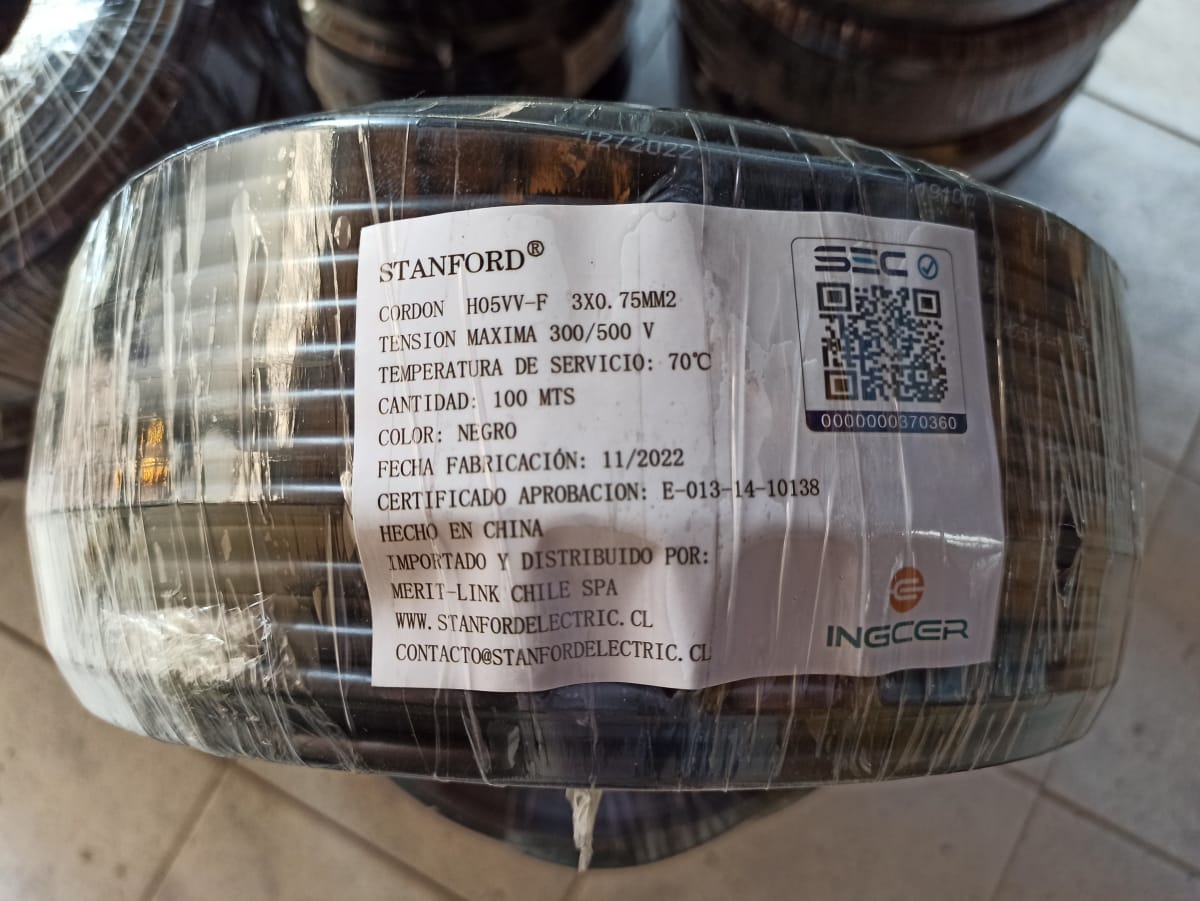 1272022
STANFORD®
CORDON H05VV-F 3X0.75MM2
TENSION MAXIMA 300/500 V
TEMPERATURA DE SERVICIO: 70℃
CANTIDAD: 100 MTS
COLOR: NEGRO
FECHA FABRICACIÓN: 11/2022
CERTIFICADO APROBACION: E-013-14-10138
HECHO EN CHINA
IMPORTADO Y DISTRIBUIDO POR:
MERIT-LINK CHILE SPA
WWW.STANFORDELECTRIC.CL
CONTACTO@STANFORDELECTRIC.CL
SEC
0000000370360
INGCER